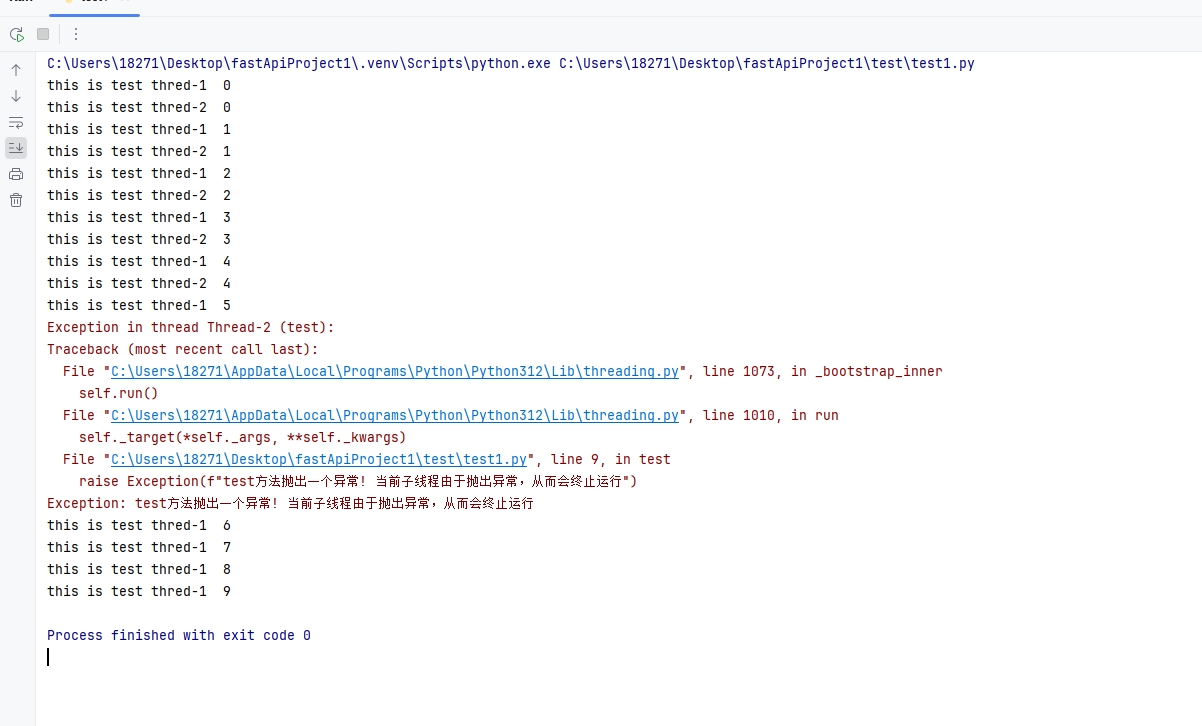 C:\Users\18271\Desktop\fastApiProject1\.venv\Scripts\python.exe C:\Users\18271\Desktop\fastApiProject1\test\test1.py
this is test thred-1  0
this is test thred-2  0
this is test thred-1  1
this is test thred-2  1
this is test thred-1  2
this is test thred-2  2
this is test thred-1  3
this is test thred-2  3
this is test thred-1  4
this is test thred-2  4
this is test thred-1  5
Exception in thread Thread-2 (test):
Traceback (most recent call last):
  File "C:\Users\18271\AppData\Local\Programs\Python\Python312\Lib\threading.py", line 1073, in _bootstrap_inner
    self.run()
  File "C:\Users\18271\AppData\Local\Programs\Python\Python312\Lib\threading.py", line 1010, in run
    self._target(*self._args, **self._kwargs)
  File "C:\Users\18271\Desktop\fastApiProject1\test\test1.py", line 9, in test
    raise Exception(f"test方法抛出一个异常! 当前子线程由于抛出异常，从而会终止运行")
Exception: test方法抛出一个异常! 当前子线程由于抛出异常，从而会终止运行
this is test thred-1  6
this is test thred-1  7
this is test thred-1  8
this is test thred-1  9
Process finished with exit code 0